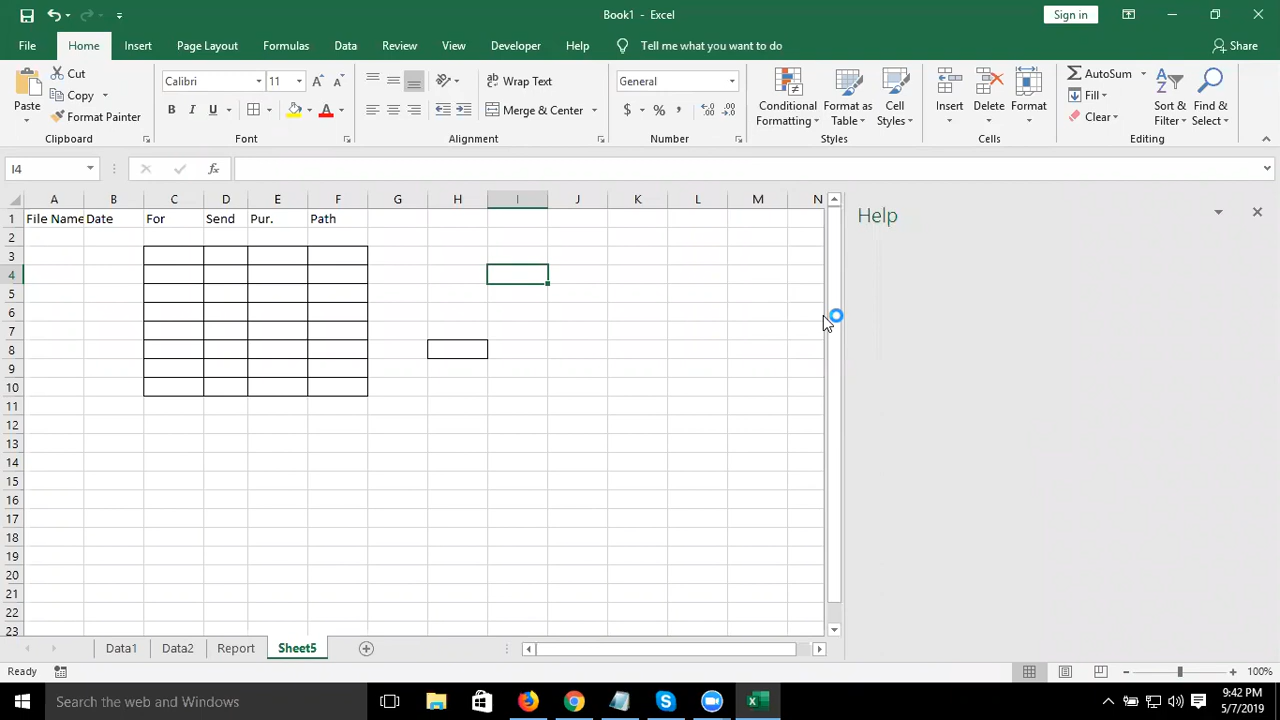 Book1 - Excel
Sign in
File Home Insert Page Layout Formulas Data Review View Developer Help Tell me what you want to do Share
Paste
Cut
Copy
Format Painter
Clipboard
Calibri 11
B I U
Font
Wrap Text
Merge & Center
Alignment
General
$ % ,
Number
Conditional Formatting
Format as Table
Cell Styles
Styles
Insert
Delete
Format
Cells
AutoSum
Fill
Clear
Sort & Filter
Find & Select
Editing
I4
fx
A B C D E F G H I J K L M N
1 File Name Date For Send Pur. Path
2
3
4
5
6
7
8
9
10
11
12
13
14
15
16
17
18
19
20
21
22
23
Help
Data1 Data2 Report Sheet5
Ready
100%
Search the web and Windows
9:42 PM
5/7/2019